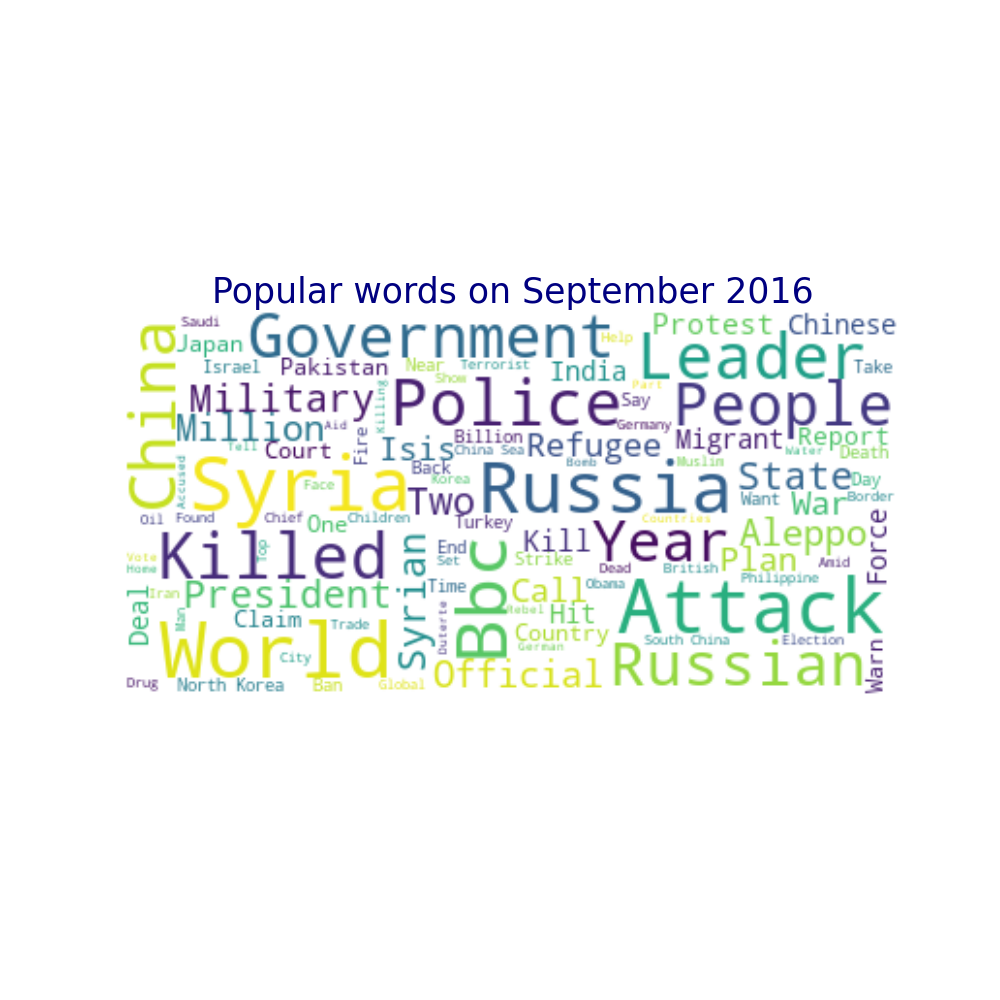 Popular words on September 2016
Saudi
Government
Help
Protest
Chinese
China
Japan
Leader
Israel
Pakistan
Near
Terrorist
India
Take
Show
Part
Military
Killing
Police
Say
People
Million
Aid
Germany
Tell
Court
Fire
Isis
Billion
China Sea
Refugee
Migrant
Report
Water
Death
Accused
Syria
Face
Back
Korea
Bomb
Muslim
Russia
State
Day
Two
Want
War
Border
Oil
Found
Chief
One
Children
Turkey
Countries
Killed
Top
End
Set
Kill
Year
Aleppo
Force
Vote
Home
Syrian
Bbc
Strike
Dead
British
Plan
Amid
Philippine
Deal
Iran
President
Time
Call
Obama
Attack
Man
Claim
Trade
Duterte
Rebel
Hit
Country
German
South China
Election
World
City
Official
Russian
Warn
Drug
North Korea
Ban
Global